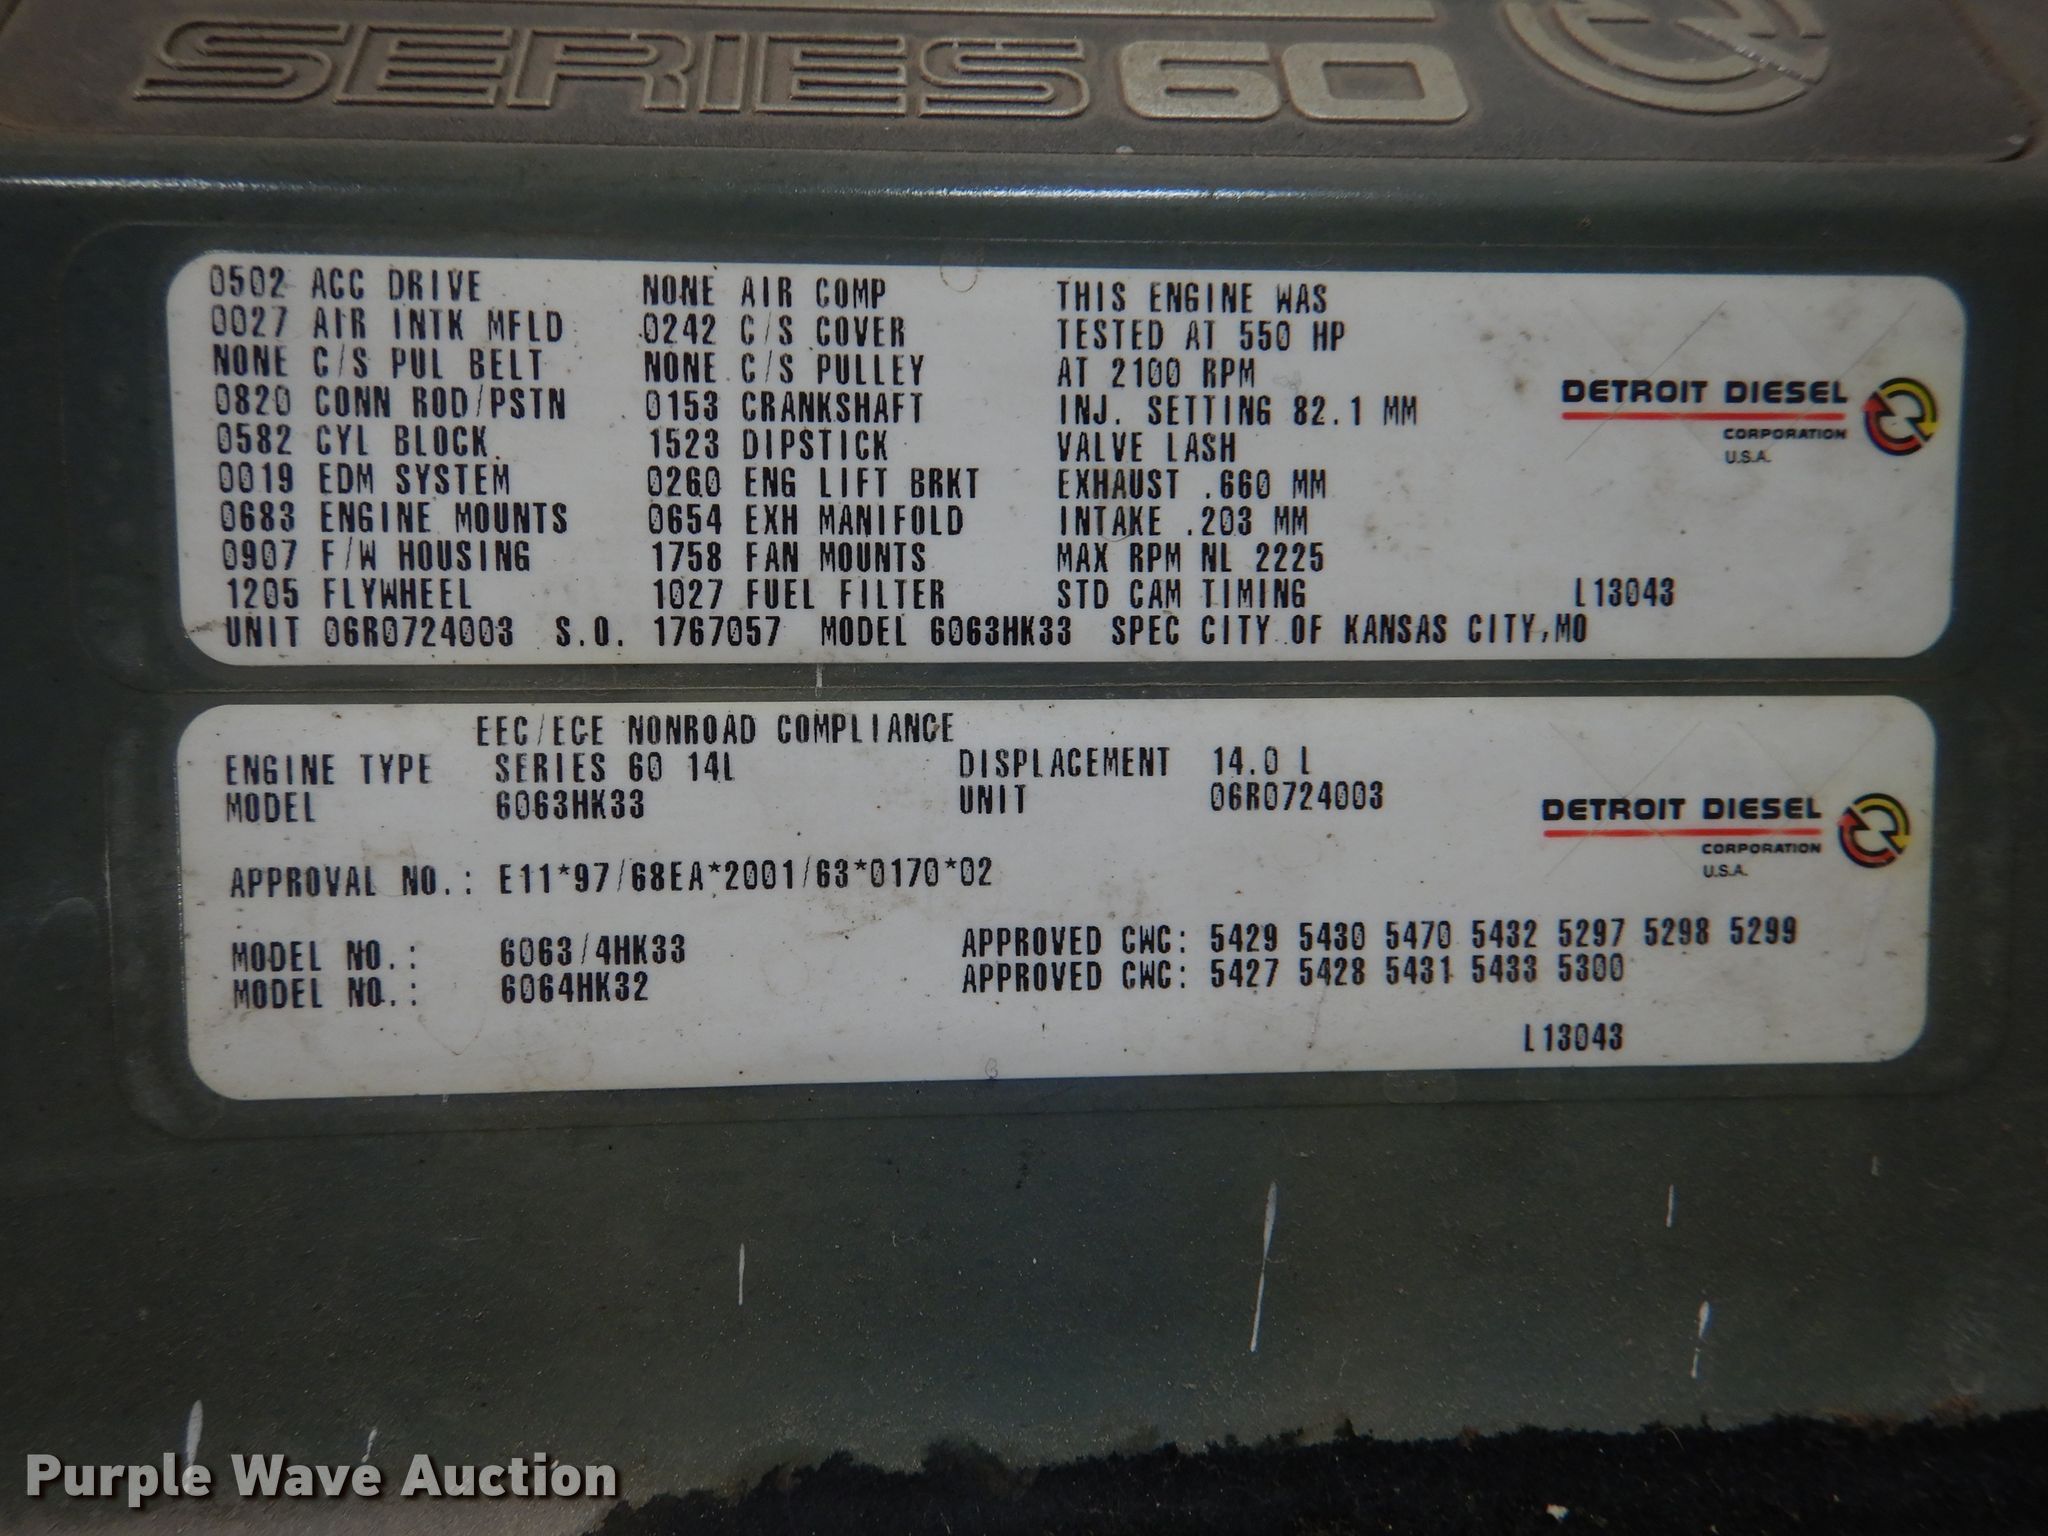 SERIES 60
0502 ACC DRIVE NONE AIR COMP THIS ENGINE WAS
0027 AIR INTK MFLD 0242 C/S COVER TESTED AT 550 HP
NONE C/S PUL BELT NONE C/S PULLEY AT 2100 RPM
0820 CONN ROD/PSTN 0153 CRANKSHAFT INJ. SETTING 82.1 MM
0582 CYL BLOCK 1523 DIPSTICK VALVE LASH
0019 EDM SYSTEM 0260 ENG LIFT BRKT EXHAUST .660 MM
0683 ENGINE MOUNTS 0654 EXH MANIFOLD INTAKE .203 MM
0907 F/W HOUSING 1758 FAN MOUNTS MAX RPM NL 2225
1205 FLYWHEEL 1027 FUEL FILTER STD CAM TIMING L13043
UNIT 06R0724003 S.O. 1767057 MODEL 6063HK33 SPEC CITY OF KANSAS CITY,MO
DETROIT DIESEL
CORPORATION
U.S.A.
EEC/ECE NONROAD COMPLIANCE
ENGINE TYPE SERIES 60 14L DISPLACEMENT 14.0 L
MODEL 6063HK33 UNIT 06R0724003
APPROVAL NO.: E11*97/68EA*2001/63*0170*02
MODEL NO.: 6063/4HK33 APPROVED CWC: 5429 5430 5470 5432 5297 5298 5299
MODEL NO.: 6064HK32 APPROVED CWC: 5427 5428 5431 5433 5300
L13043
DETROIT DIESEL
CORPORATION
U.S.A.
Purple Wave Auction